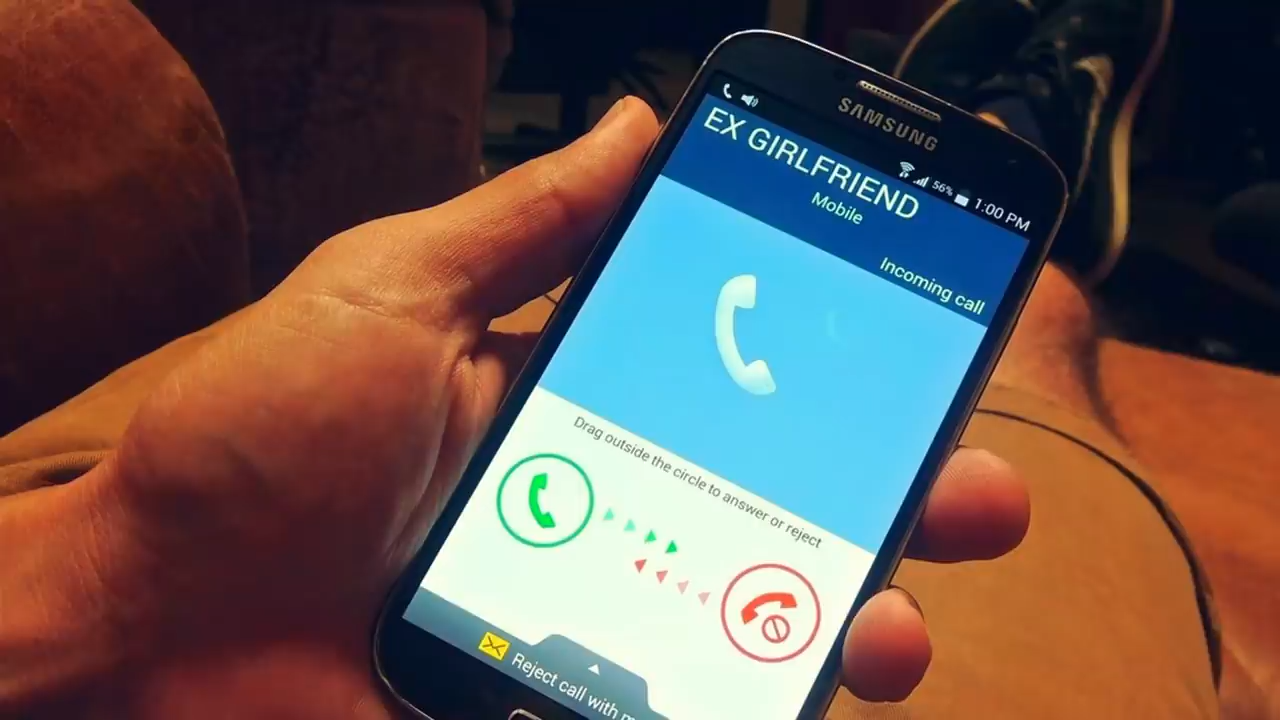 SAMSUNG
56% 1:00 PM
EX GIRLFRIEND
Mobile
Incoming call
Drag outside the circle to answer or reject
Reject call with